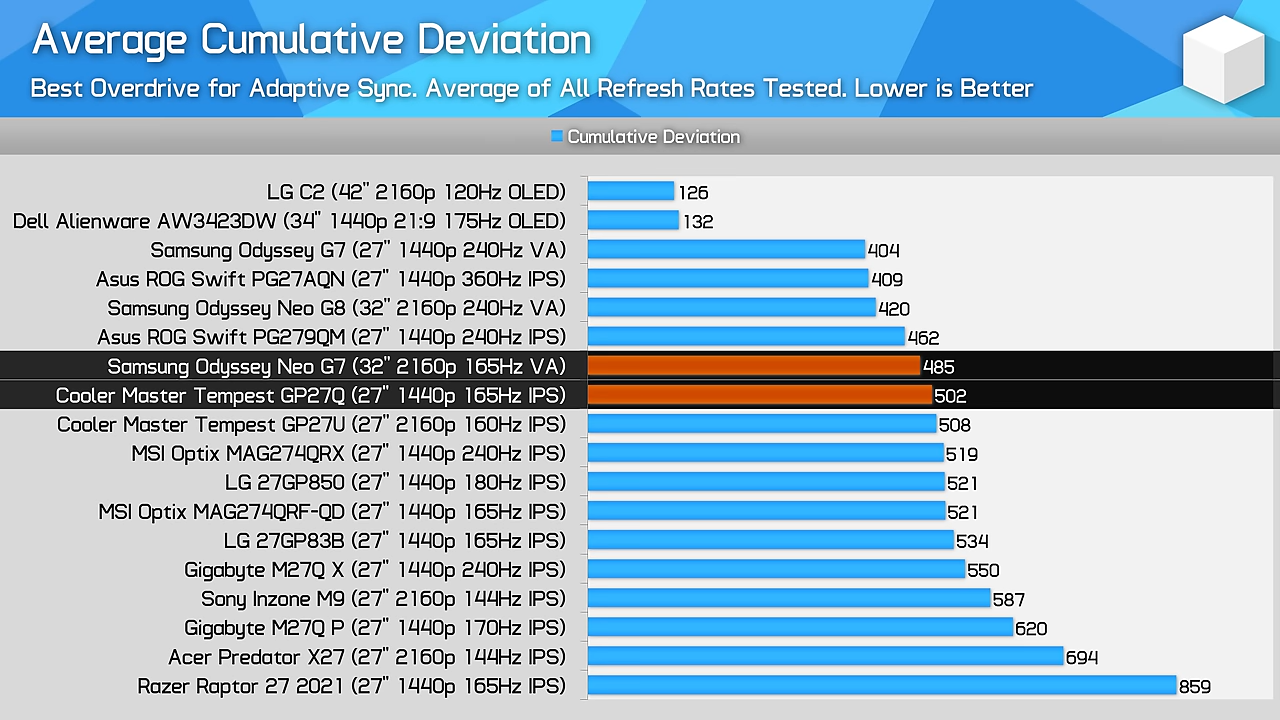 Average Cumulative Deviation
Best Overdrive for Adaptive Sync. Average of All Refresh Rates Tested. Lower is Better
Cumulative Deviation
LG C2 (42" 2160p 120Hz OLED) 126
Dell Alienware AW3423DW (34" 1440p 21:9 175Hz OLED) 132
Samsung Odyssey G7 (27" 1440p 240Hz VA) 404
Asus ROG Swift PG27AQN (27" 1440p 360Hz IPS) 409
Samsung Odyssey Neo G8 (32" 2160p 240Hz VA) 420
Asus ROG Swift PG279QM (27" 1440p 240Hz IPS) 462
Samsung Odyssey Neo G7 (32" 2160p 165Hz VA) 485
Cooler Master Tempest GP27Q (27" 1440p 165Hz IPS) 502
Cooler Master Tempest GP27U (27" 2160p 160Hz IPS) 508
MSI Optix MAG274QRX (27" 1440p 240Hz IPS) 519
LG 27GP850 (27" 1440p 180Hz IPS) 521
MSI Optix MAG274QRF-QD (27" 1440p 165Hz IPS) 521
LG 27GP83B (27" 1440p 165Hz IPS) 534
Gigabyte M27Q X (27" 1440p 240Hz IPS) 550
Sony Inzone M9 (27" 2160p 144Hz IPS) 587
Gigabyte M27Q P (27" 1440p 170Hz IPS) 620
Acer Predator X27 (27" 2160p 144Hz IPS) 694
Razer Raptor 27 2021 (27" 1440p 165Hz IPS) 859